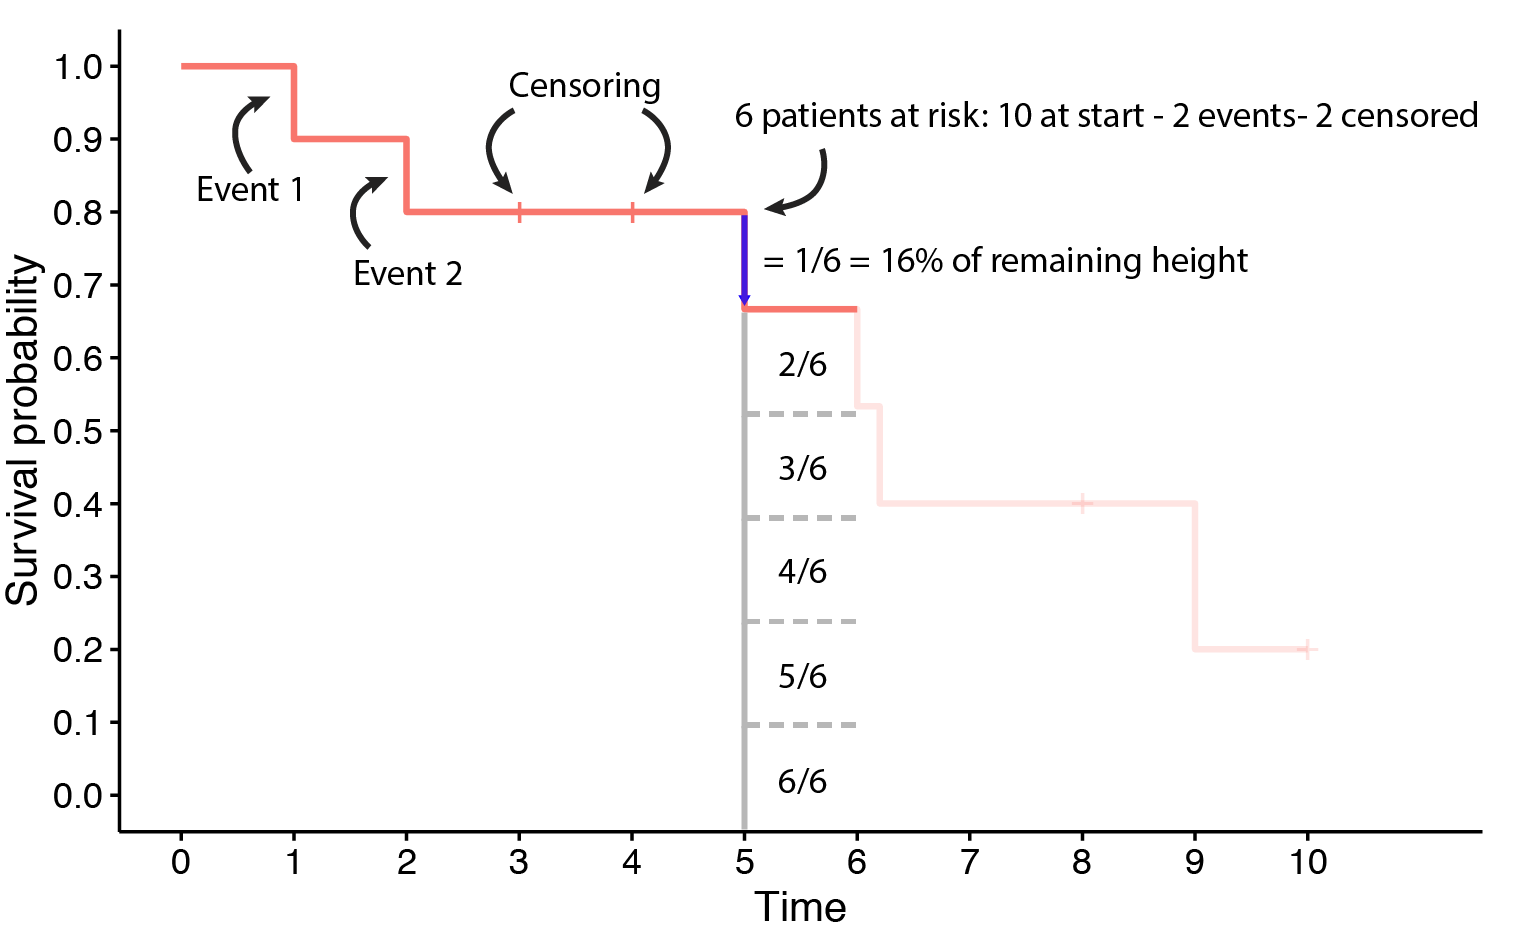 Censoring
6 patients at risk: 10 at start - 2 events- 2 censored
Event 1
Event 2
= 1/6 = 16% of remaining height
2/6
3/6
4/6
5/6
6/6
Survival probability
1.0
0.9
0.8
0.7
0.6
0.5
0.4
0.3
0.2
0.1
0.0
0 1 2 3 4 5 6 7 8 9 10
Time